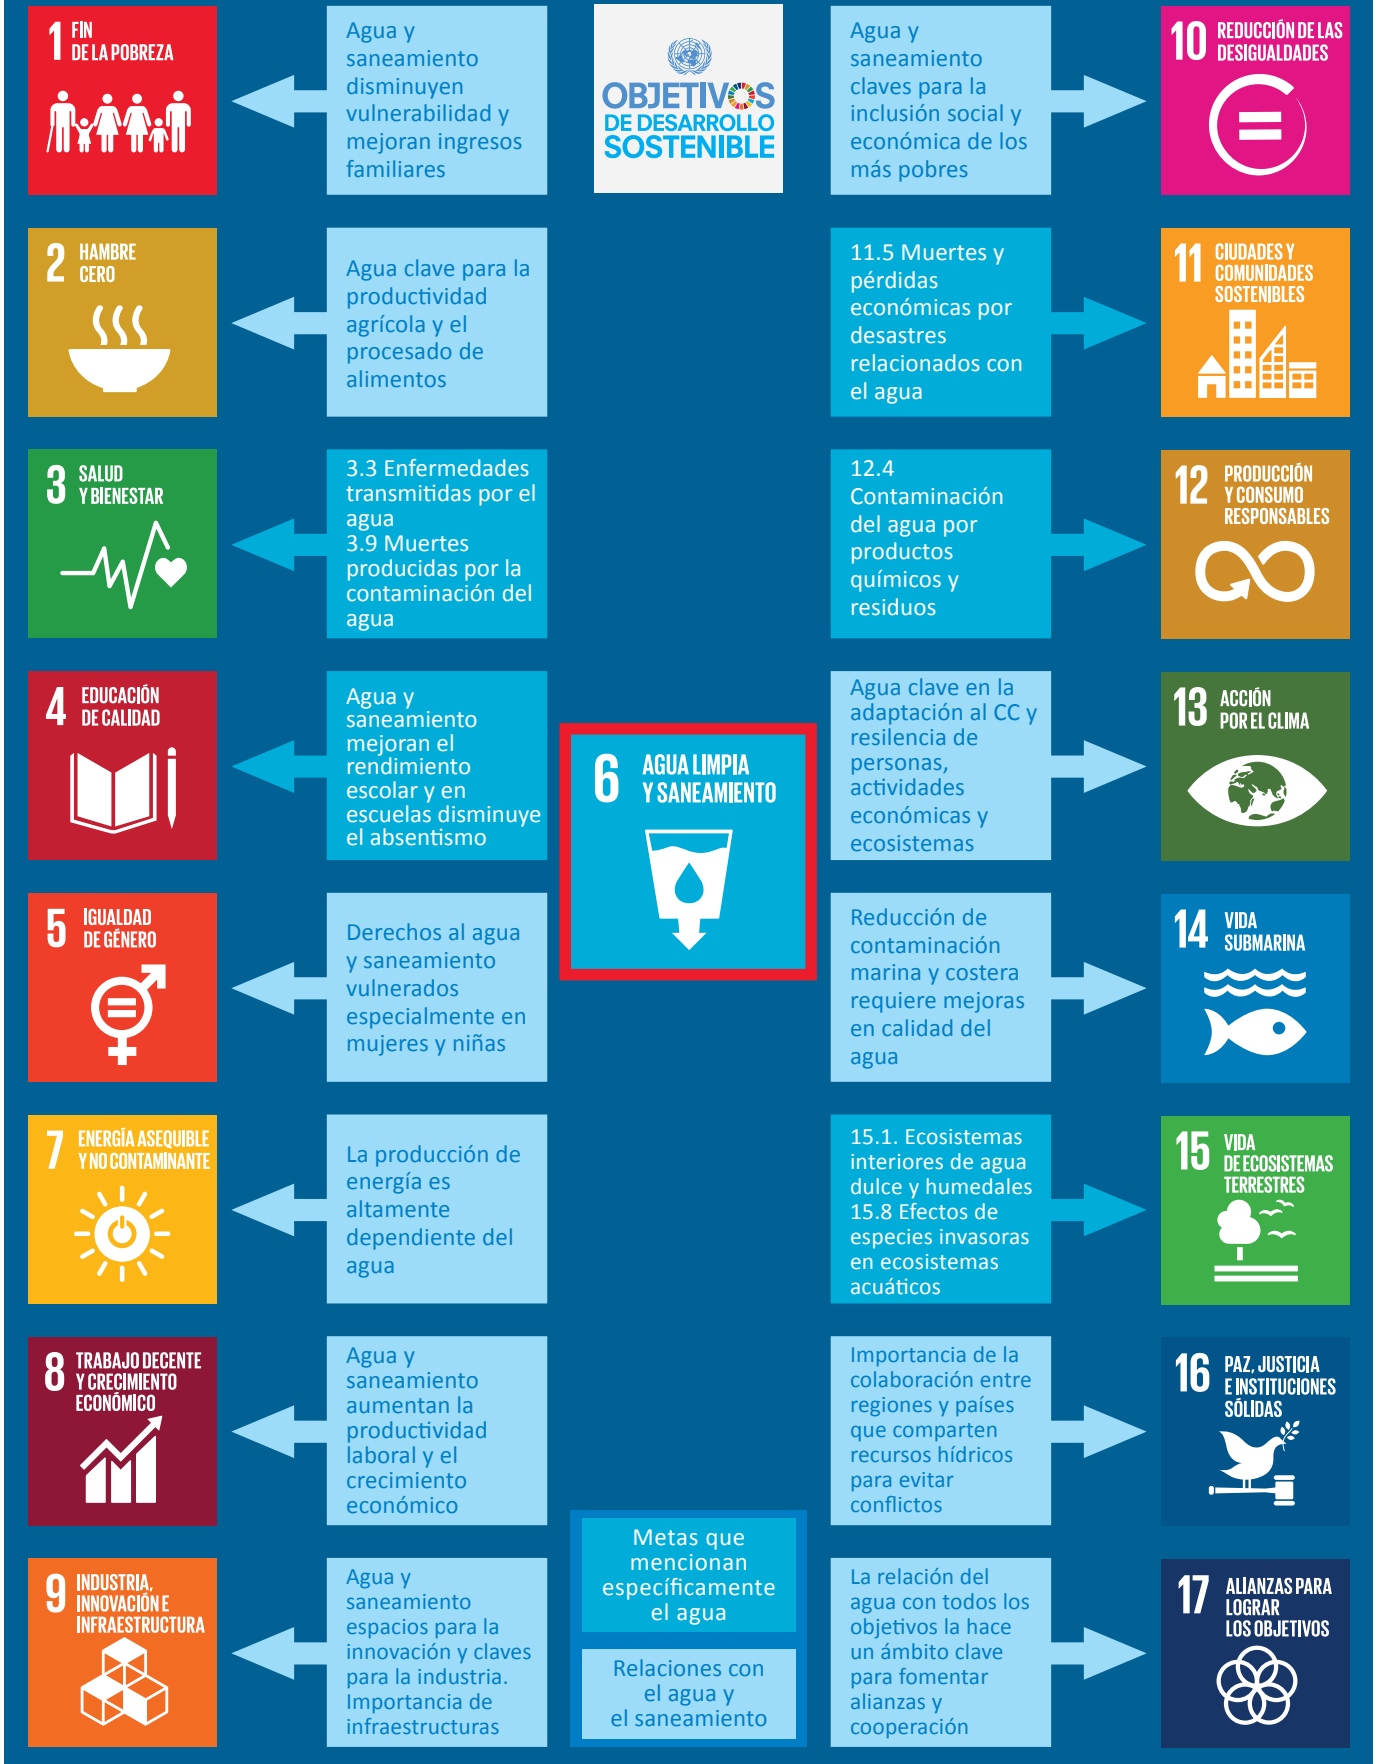 1 FIN
DE LA POBREZA
Agua y
saneamiento
disminuyen
vulnerabilidad y
mejoran ingresos
familiares
OBJETIVOS
DE DESARROLLO
SOSTENIBLE
Agua y
saneamiento
claves para la
inclusión social y
económica de los
más pobres
10 REDUCCIÓN DE LAS
DESIGUALDADES
2 HAMBRE
CERO
Agua clave para la
productividad
agrícola y el
procesado de
alimentos
11.5 Muertes y
pérdidas
económicas por
desastres
relacionados con
el agua
11 CIUDADES Y
COMUNIDADES
SOSTENIBLES
3 SALUD
Y BIENESTAR
3.3 Enfermedades
transmitidas por el
agua
3.9 Muertes
producidas por la
contaminación del
agua
12.4
Contaminación
del agua por
productos
químicos y
residuos
12 PRODUCCIÓN
Y CONSUMO
RESPONSABLES
4 EDUCACIÓN
DE CALIDAD
Agua y
saneamiento
mejoran el
rendimiento
escolar y en
escuelas disminuye
el absentismo
6 AGUA LIMPIA
Y SANEAMIENTO
Agua clave en la
adaptación al CC y
resilencia de
personas,
actividades
económicas y
ecosistemas
13 ACCIÓN
POR EL CLIMA
5 IGUALDAD
DE GÉNERO
Derechos al agua
y saneamiento
vulnerados
especialmente en
mujeres y niñas
Reducción de
contaminación
marina y costera
requiere mejoras
en calidad del
agua
14 VIDA
SUBMARINA
7 ENERGÍA ASEQUIBLE
Y NO CONTAMINANTE
La producción de
energía es
altamente
dependiente del
agua
15.1. Ecosistemas
interiores de agua
dulce y humedales
15.8 Efectos de
especies invasoras
en ecosistemas
acuáticos
15 VIDA
DE ECOSISTEMAS
TERRESTRES
8 TRABAJO DECENTE
Y CRECIMIENTO
ECONÓMICO
Agua y
saneamiento
aumentan la
productividad
laboral y el
crecimiento
económico
Importancia de la
colaboración entre
regiones y países
que comparten
recursos hídricos
para evitar
conflictos
16 PAZ, JUSTICIA
E INSTITUCIONES
SÓLIDAS
9 INDUSTRIA,
INNOVACIÓN E
INFRAESTRUCTURA
Agua y
saneamiento
espacios para la
innovación y claves
para la industria.
Importancia de
infraestructuras
Metas que
mencionan
específicamente
el agua
Relaciones con
el agua y
el saneamiento
La relación del
agua con todos los
objetivos la hace
un ámbito clave
para fomentar
alianzas y
cooperación
17 ALIANZAS PARA
LOGRAR
LOS OBJETIVOS